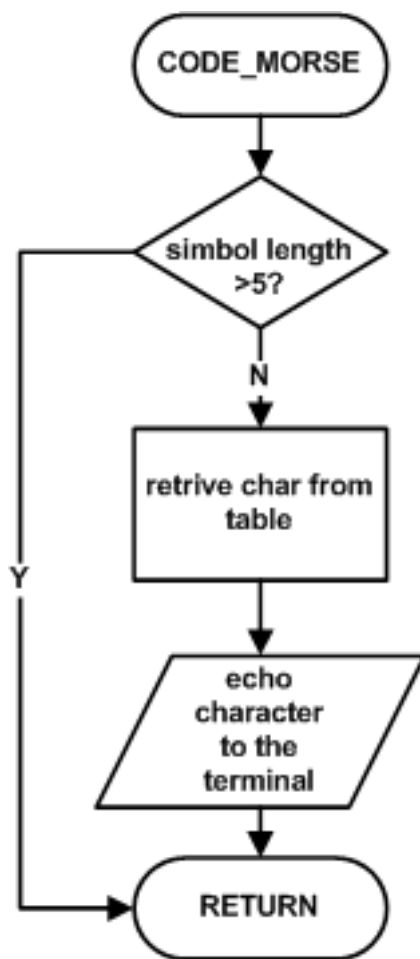 CODE_MORSE
simbol length
>5?
N
retrive char from
table
Y
echo
character
to the
terminal
RETURN